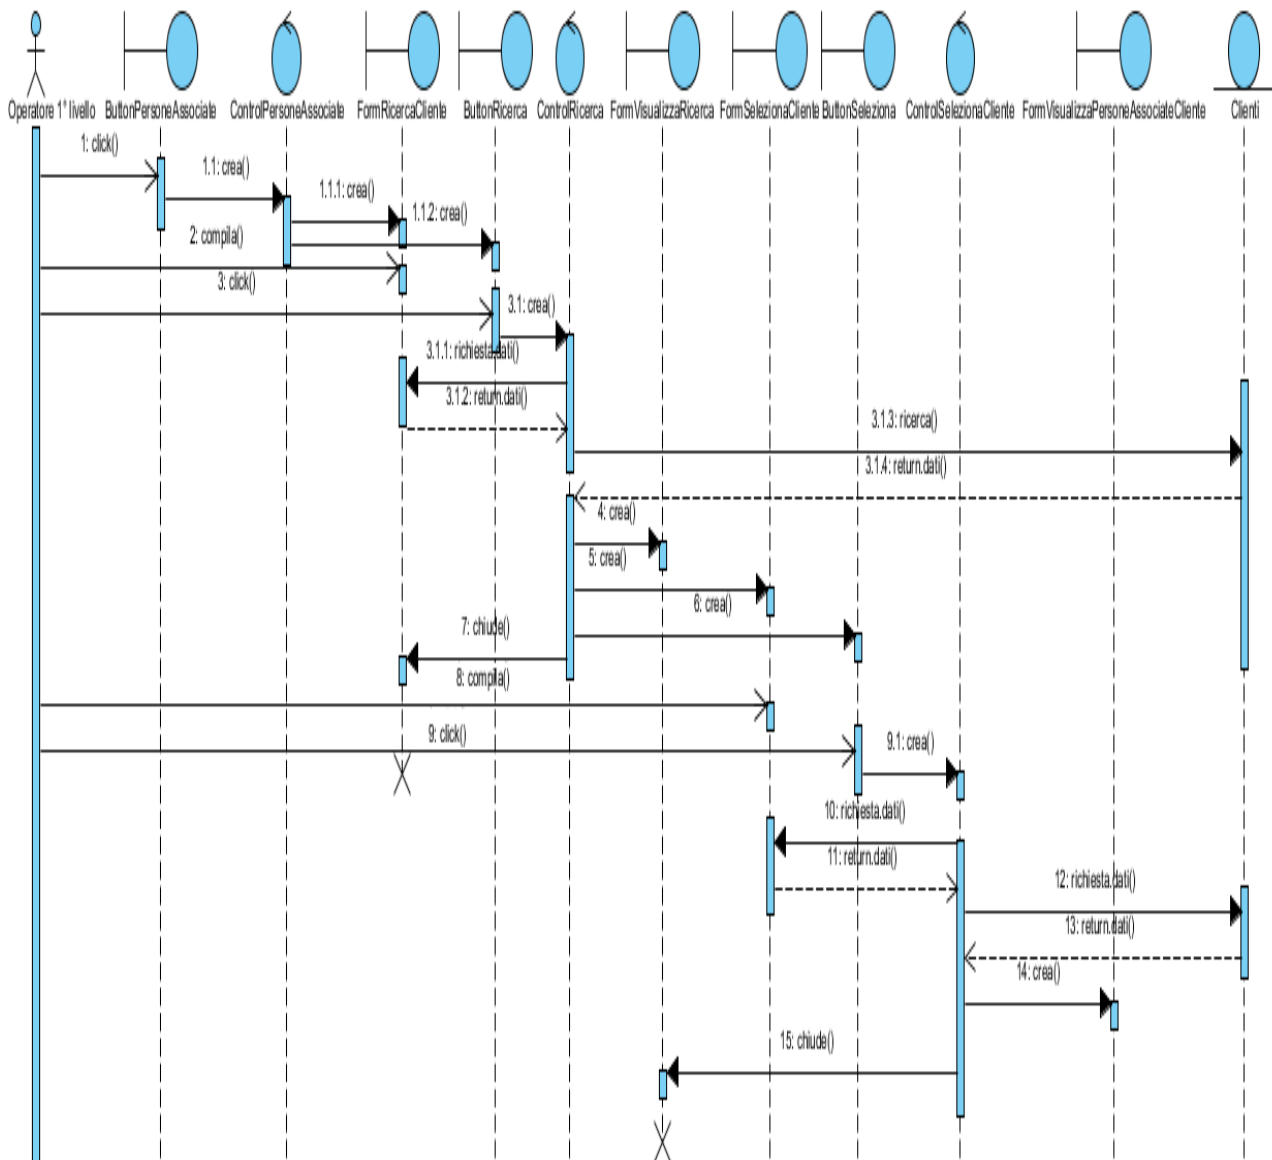 Operatore 1° livello
ButtonPersoneAssociate
ControlPersoneAssociate
FormRicercaCliente
ButtonRicerca
ControlRicerca
FormVisualizzaRicerca
FormSelezionaCliente
ButtonSeleziona
ControlSelezionaCliente
FormVisualizzaPersoneAssociateCliente
Clienti
1: click()
1.1: crea()
1.1.1: crea()
1.1.2: crea()
2: compila()
3: click()
3.1: crea()
3.1.1: richiesta.dati()
3.1.2: return.dati()
3.1.3: ricerca()
3.1.4: return.dati()
4: crea()
5: crea()
6: crea()
7: chiude()
8: compila()
9: click()
9.1: crea()
10: richiesta.dati()
11: return.dati()
12: richiesta.dati()
13: return.dati()
14: crea()
15: chiude()